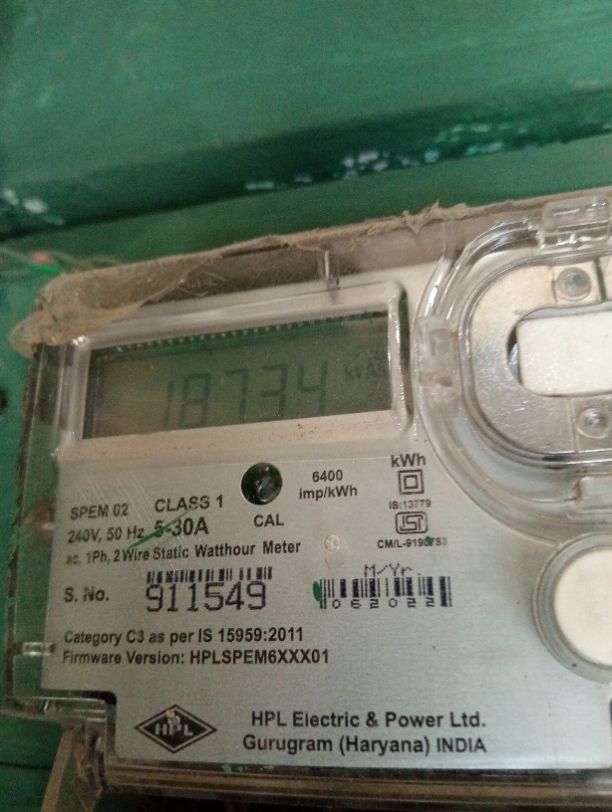 18734
SPEM 02 CLASS 1
240V, 50 Hz, 5-30A
CAL
6400
imp/kWh
kWh
IS:13779
ac, 1Ph, 2 Wire Static Watthour Meter
S. No. 911549
M/Yr
062022
Category C3 as per IS 15959:2011
Firmware Version: HPLSPEM6XXX01
HPL
HPL Electric & Power Ltd.
Gurugram (Haryana) INDIA